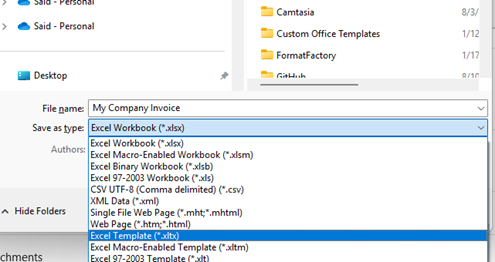 Said - Personal
Camtasia
8/3/
Said - Personal
Custom Office Templates
1/12
FormatFactory
1/17
Desktop
GitHub
8/10
File name: My Company Invoice
Save as type: Excel Workbook (*.xlsx)
Authors:
Excel Workbook (*.xlsx)
Excel Macro-Enabled Workbook (*.xlsm)
Excel Binary Workbook (*.xlsb)
Excel 97-2003 Workbook (*.xls)
CSV UTF-8 (Comma delimited) (*.csv)
XML Data (*.xml)
Single File Web Page (*.mht;*.mhtml)
Web Page (*.htm;*.html)
Hide Folders
Excel Template (*.xltx)
Excel Macro-Enabled Template (*.xltm)
Excel 97-2003 Template (*.xlt)
chments